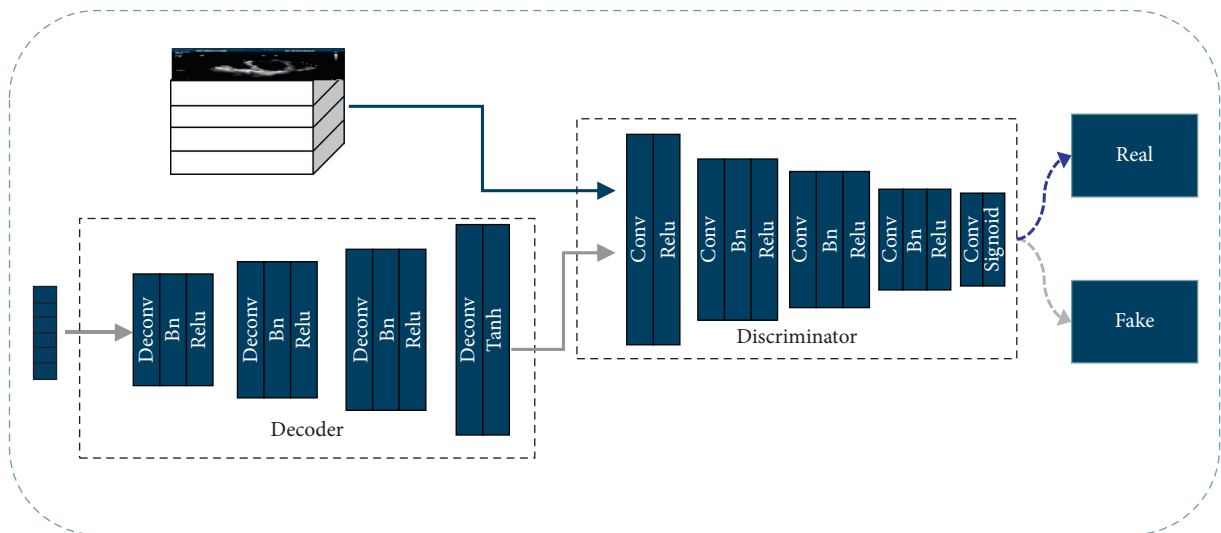 Deconv
Bn
Relu
Deconv
Bn
Relu
Deconv
Bn
Relu
Deconv
Tanh
Decoder
Conv
Relu
Conv
Bn
Relu
Conv
Bn
Relu
Conv
Bn
Relu
Conv
Signoid
Discriminator
Real
Fake